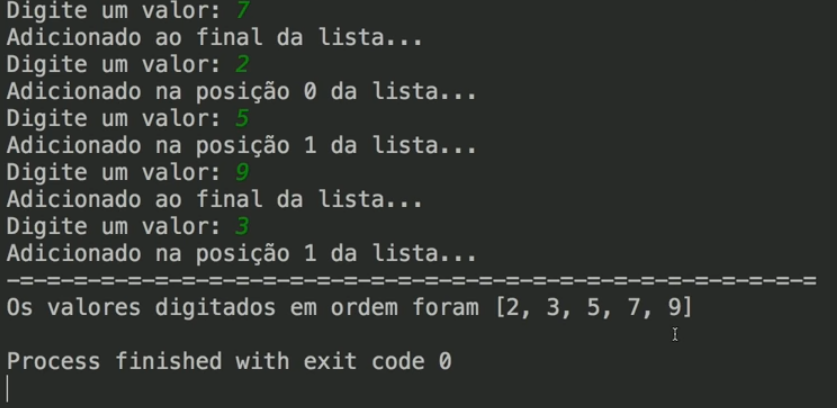 Digite um valor: 7
Adicionado ao final da lista...
Digite um valor: 2
Adicionado na posição 0 da lista...
Digite um valor: 5
Adicionado na posição 1 da lista...
Digite um valor: 9
Adicionado ao final da lista...
Digite um valor: 3
Adicionado na posição 1 da lista...
-=-=-=-=-=-=-=-=-=-=-=-=-=-=-=-=-=-=-=-=-=-=-=-=-=-=-=-=-=-=
Os valores digitados em ordem foram [2, 3, 5, 7, 9]
Process finished with exit code 0